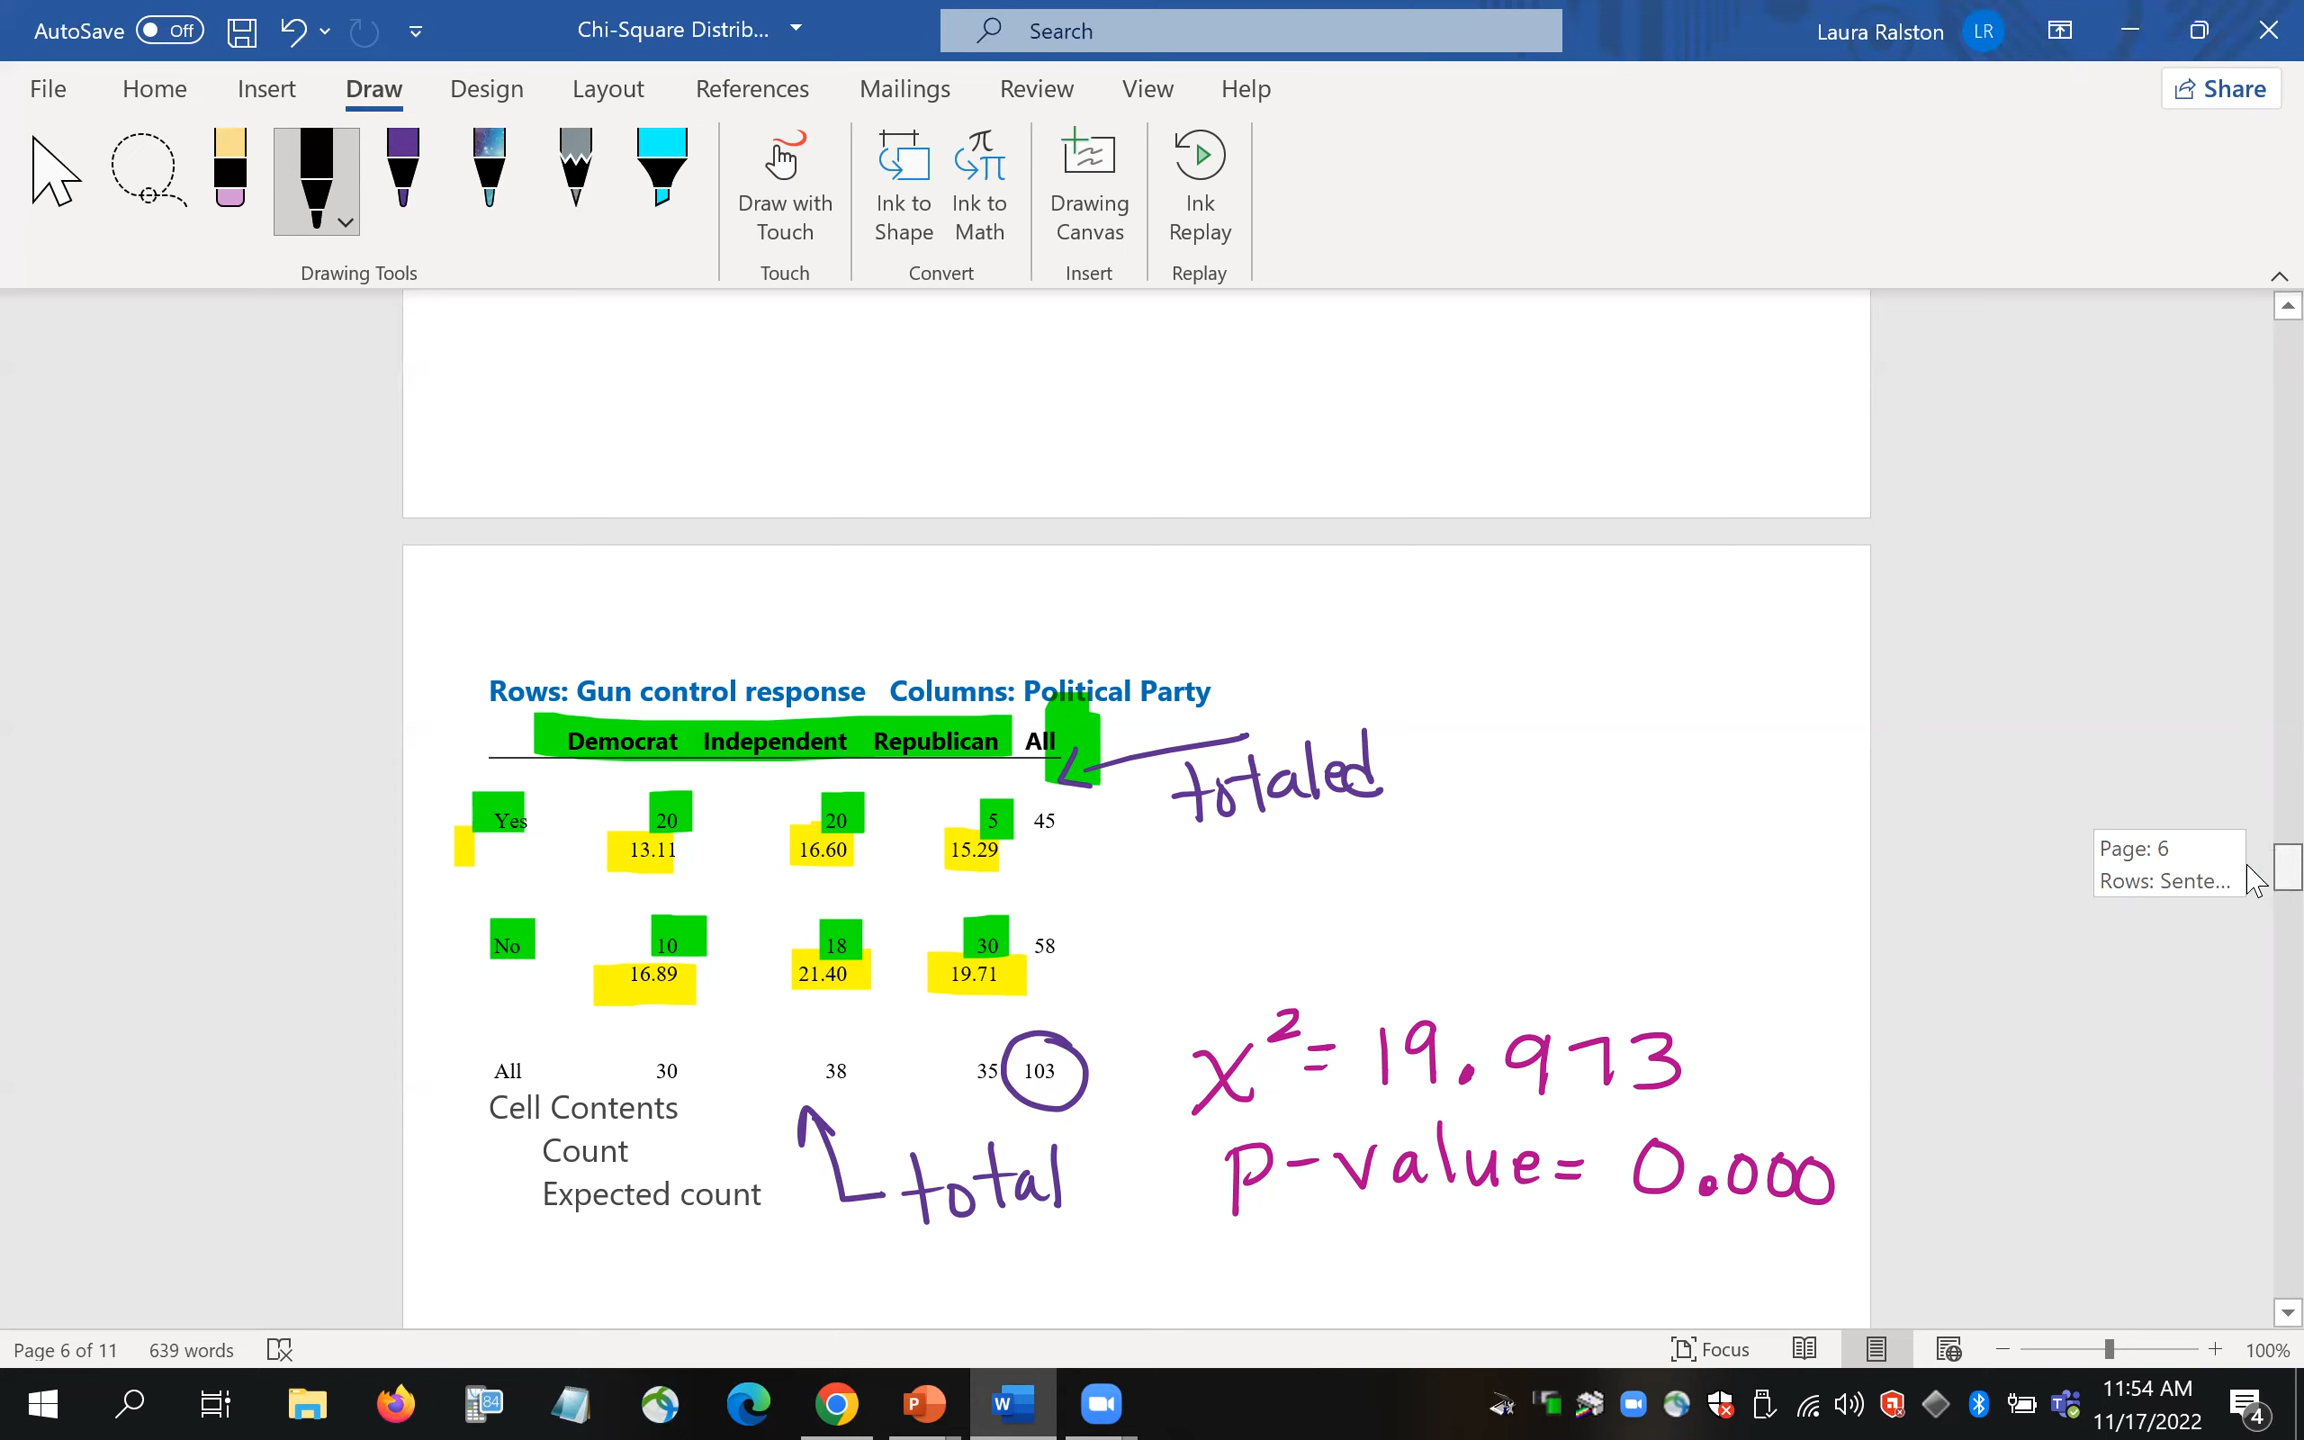 AutoSave Off
Chi-Square Distrib...
Search
Laura Ralston LR
File Home Insert Draw Design Layout References Mailings Review View Help
Share
Draw with Touch
Ink to Shape
Ink to Math
Drawing Canvas
Ink Replay
Drawing Tools Touch Convert Insert Replay
Rows: Gun control response Columns: Political Party
Democrat Independent Republican All
totaled
Yes 20 20 5 45
13.11 16.60 15.29
Page: 6
Rows: Sente...
No 10 18 30 58
16.89 21.40 19.71
All 30 38 35 103
Cell Contents
Count
Expected count
total
χ²= 19.973
p-value= 0.000
Page 6 of 11 639 words
Focus
100%
84
11:54 AM
11/17/2022
4